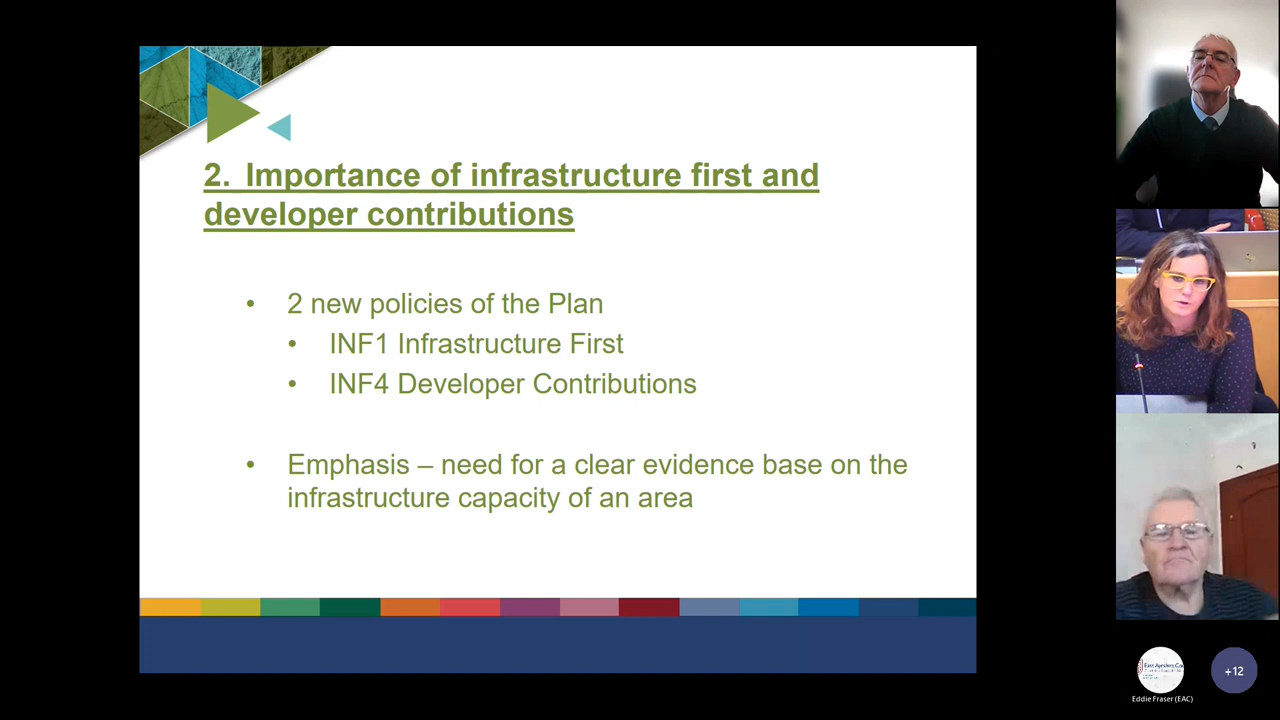 2. Importance of infrastructure first and
developer contributions
• 2 new policies of the Plan
• INF1 Infrastructure First
• INF4 Developer Contributions
• Emphasis – need for a clear evidence base on the
infrastructure capacity of an area
+12
Eddie Fraser (EAC)